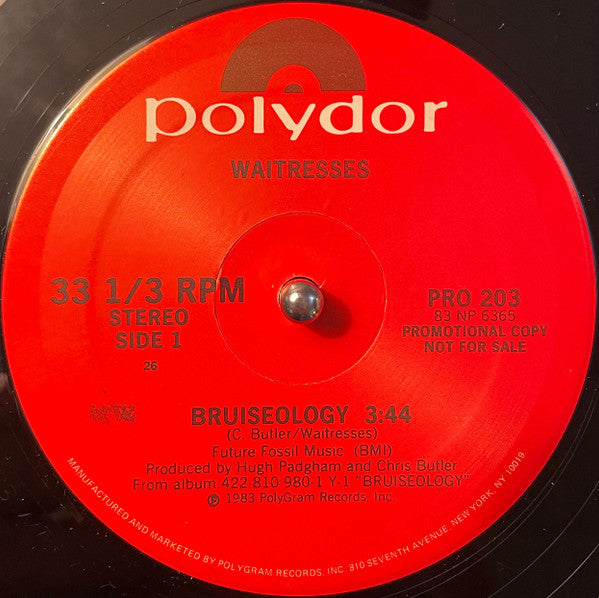 polydor
WAITRESSES
33 1/3 RPM
STEREO
SIDE 1
26
PRO 203
83 NP 6365
PROMOTIONAL COPY
NOT FOR SALE
BRUISEOLOGY 3:44
(C. Butler/Waitresses)
Future Fossil Music (BMI)
Produced by Hugh Padgham and Chris Butler
From album 422 810 980-1 Y-1 "BRUISEOLOGY"
℗ 1983 PolyGram Records, Inc.
MANUFACTURED AND MARKETED BY POLYGRAM RECORDS, INC 810 SEVENTH AVENUE, NEW YORK, NY 10019